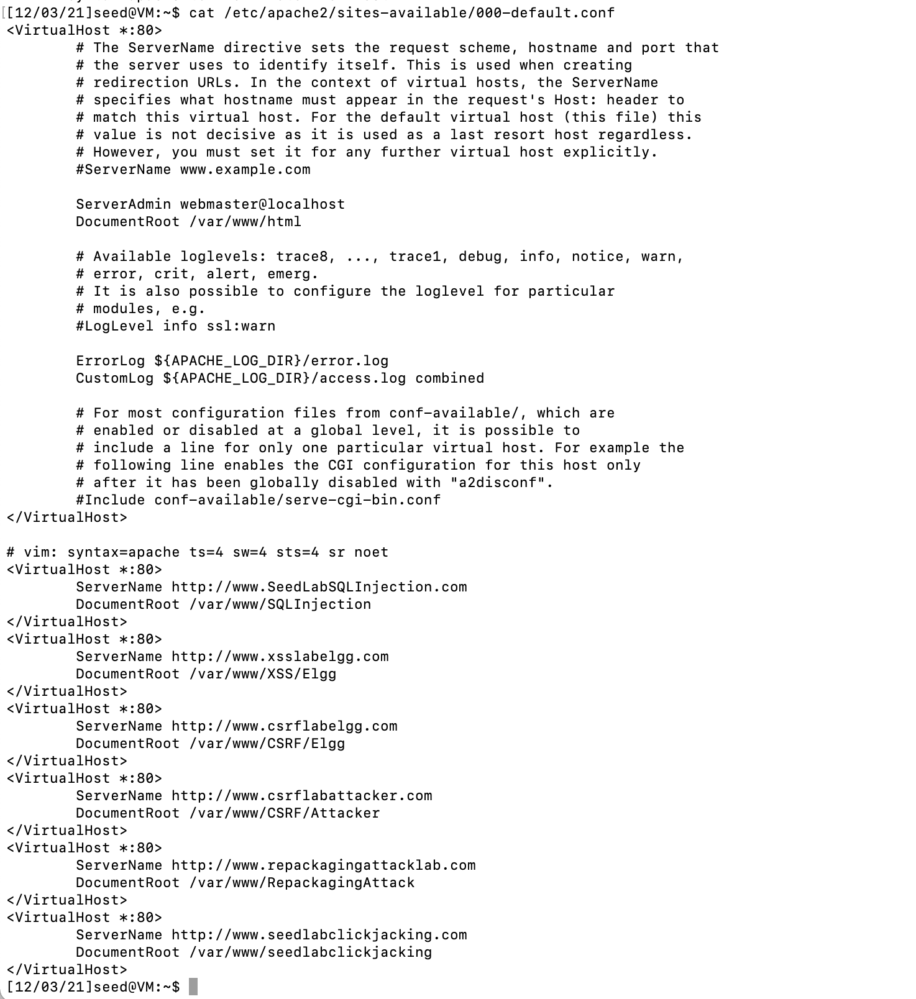 [[12/03/21]seed@VM:~$ cat /etc/apache2/sites-available/000-default.conf
<VirtualHost *:80>
        # The ServerName directive sets the request scheme, hostname and port that
        # the server uses to identify itself. This is used when creating
        # redirection URLs. In the context of virtual hosts, the ServerName
        # specifies what hostname must appear in the request's Host: header to
        # match this virtual host. For the default virtual host (this file) this
        # value is not decisive as it is used as a last resort host regardless.
        # However, you must set it for any further virtual host explicitly.
        #ServerName www.example.com

        ServerAdmin webmaster@localhost
        DocumentRoot /var/www/html

        # Available loglevels: trace8, ..., trace1, debug, info, notice, warn,
        # error, crit, alert, emerg.
        # It is also possible to configure the loglevel for particular
        # modules, e.g.
        #LogLevel info ssl:warn

        ErrorLog ${APACHE_LOG_DIR}/error.log
        CustomLog ${APACHE_LOG_DIR}/access.log combined

        # For most configuration files from conf-available/, which are
        # enabled or disabled at a global level, it is possible to
        # include a line for only one particular virtual host. For example the
        # following line enables the CGI configuration for this host only
        # after it has been globally disabled with "a2disconf".
        #Include conf-available/serve-cgi-bin.conf
</VirtualHost>

# vim: syntax=apache ts=4 sw=4 sts=4 sr noet
<VirtualHost *:80>
        ServerName http://www.SeedLabSQLInjection.com
        DocumentRoot /var/www/SQLInjection
</VirtualHost>
<VirtualHost *:80>
        ServerName http://www.xsslabelgg.com
        DocumentRoot /var/www/XSS/Elgg
</VirtualHost>
<VirtualHost *:80>
        ServerName http://www.csrflabelgg.com
        DocumentRoot /var/www/CSRF/Elgg
</VirtualHost>
<VirtualHost *:80>
        ServerName http://www.csrflabattacker.com
        DocumentRoot /var/www/CSRF/Attacker
</VirtualHost>
<VirtualHost *:80>
        ServerName http://www.repackagingattacklab.com
        DocumentRoot /var/www/RepackagingAttack
</VirtualHost>
<VirtualHost *:80>
        ServerName http://www.seedlabclickjacking.com
        DocumentRoot /var/www/seedlabclickjacking
</VirtualHost>
[12/03/21]seed@VM:~$